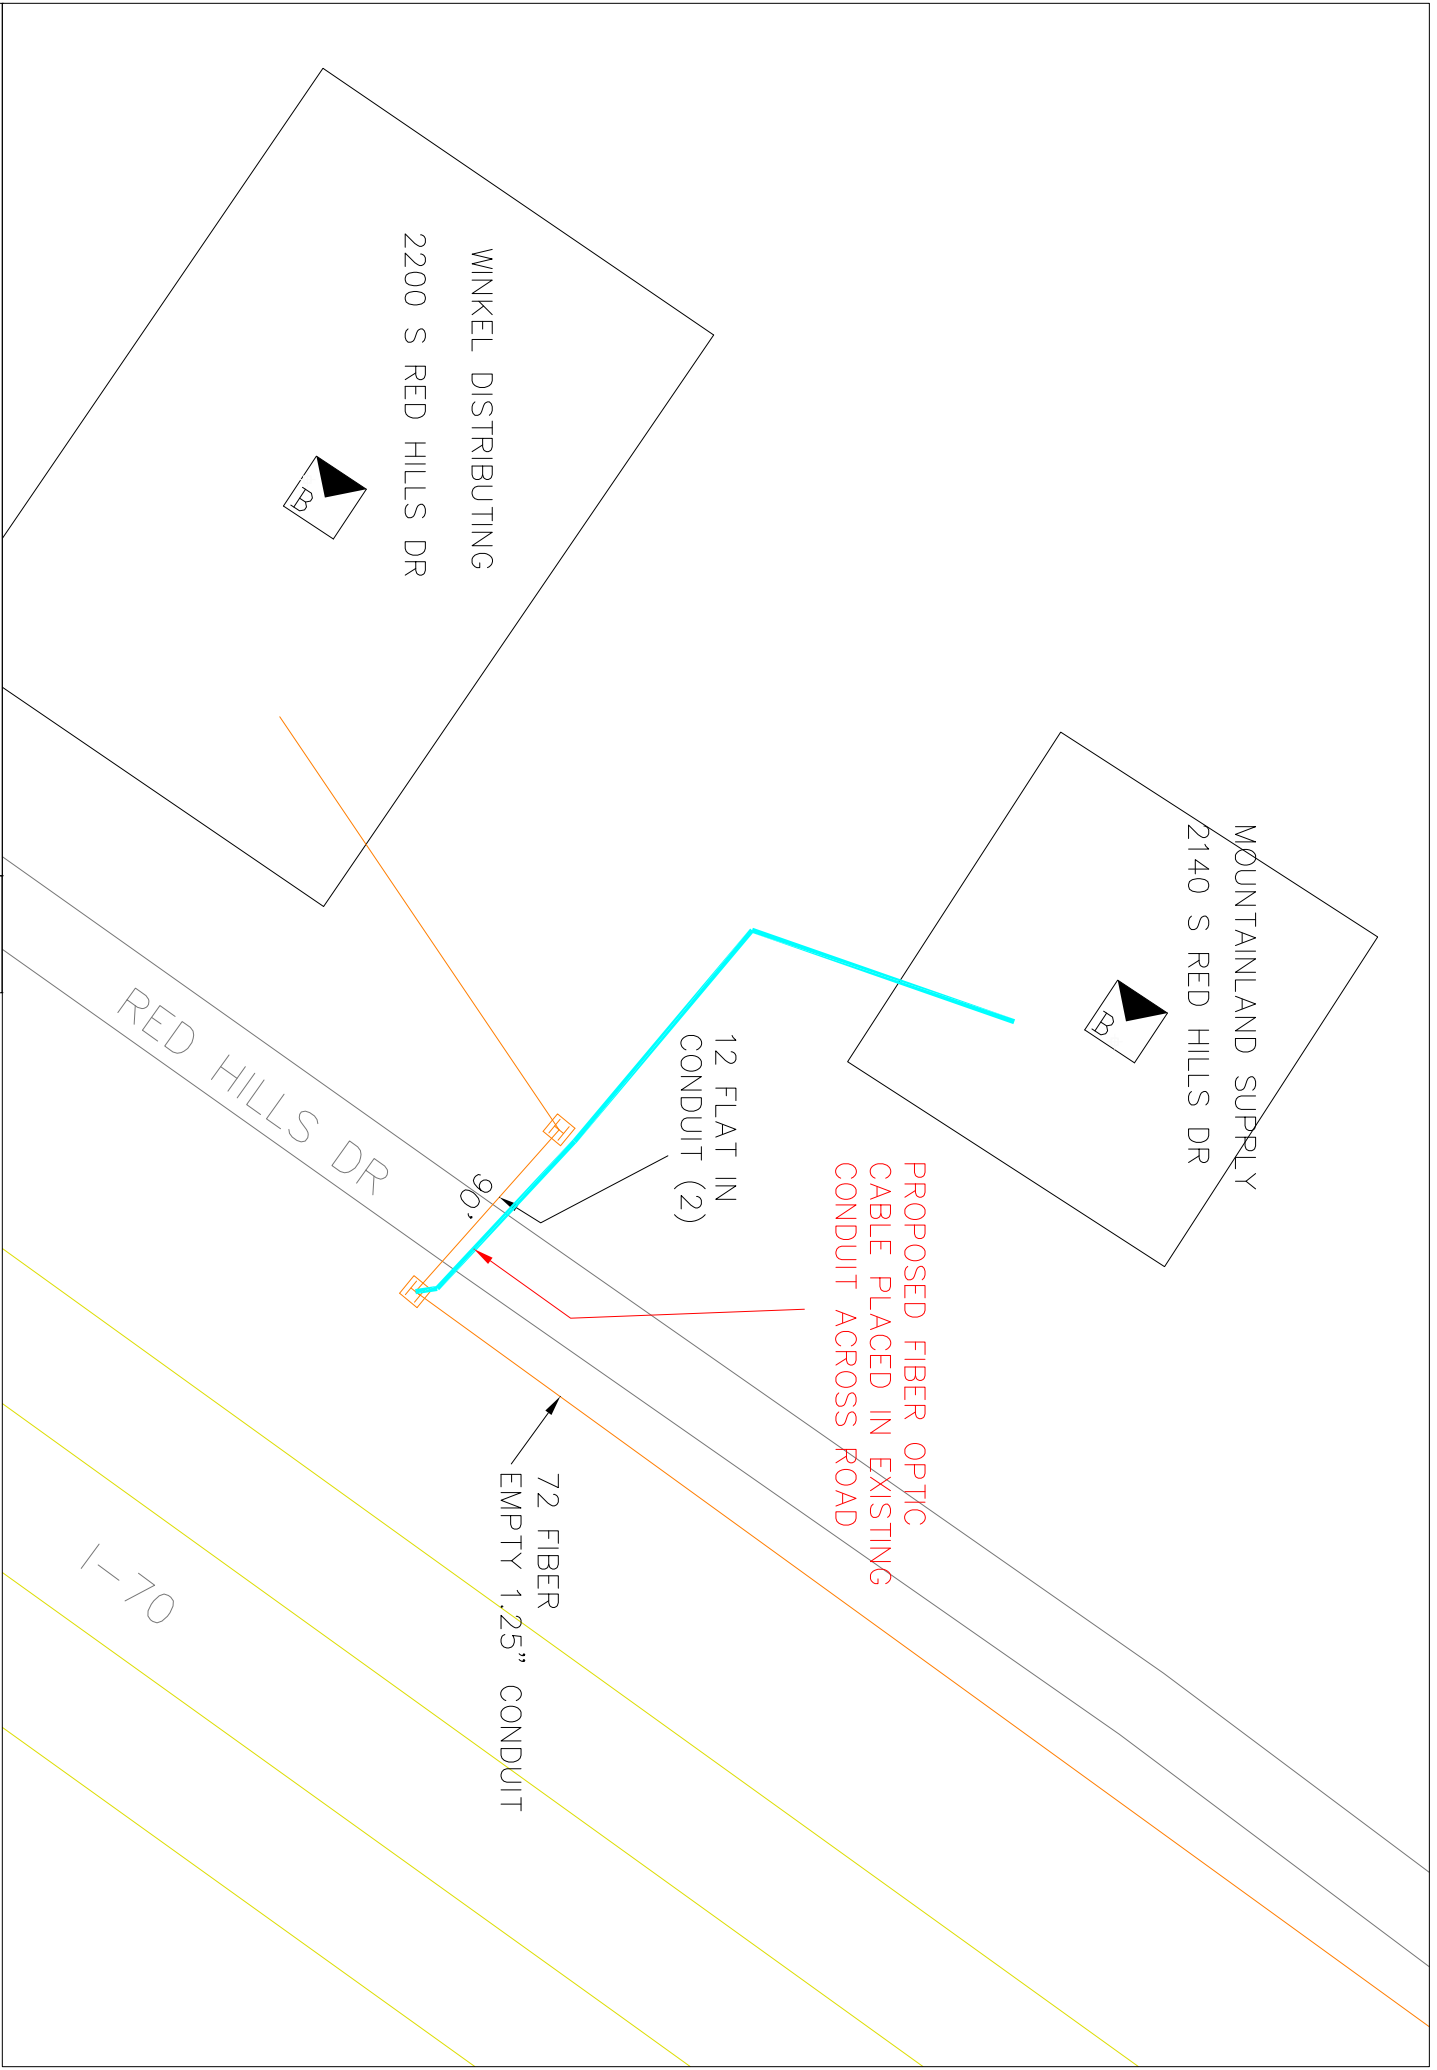 MOUNTAINLAND SUPPLY
2140 S RED HILLS DR
B
PROPOSED FIBER OPTIC
CABLE PLACED IN EXISTING
CONDUIT ACROSS ROAD
12 FLAT IN
CONDUIT (2)
WINKEL DISTRIBUTING
2200 S RED HILLS DR
B
H
90'
H
72 FIBER
EMPTY 1.25" CONDUIT
RED HILLS DR
I-70